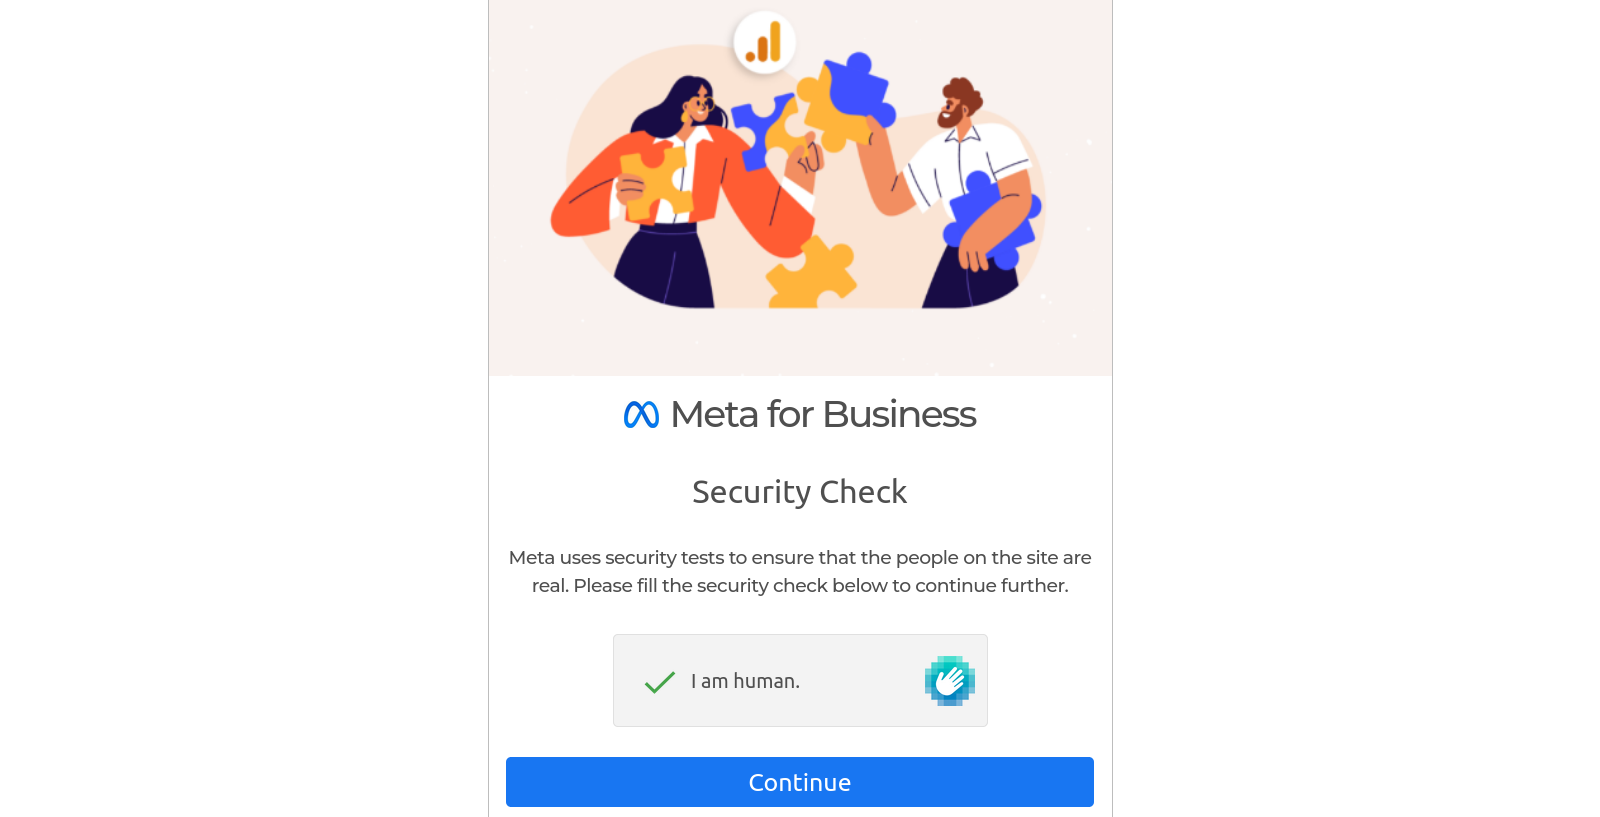 Meta for Business
Security Check
Meta uses security tests to ensure that the people on the site are
real. Please fill the security check below to continue further.
I am human.
Continue